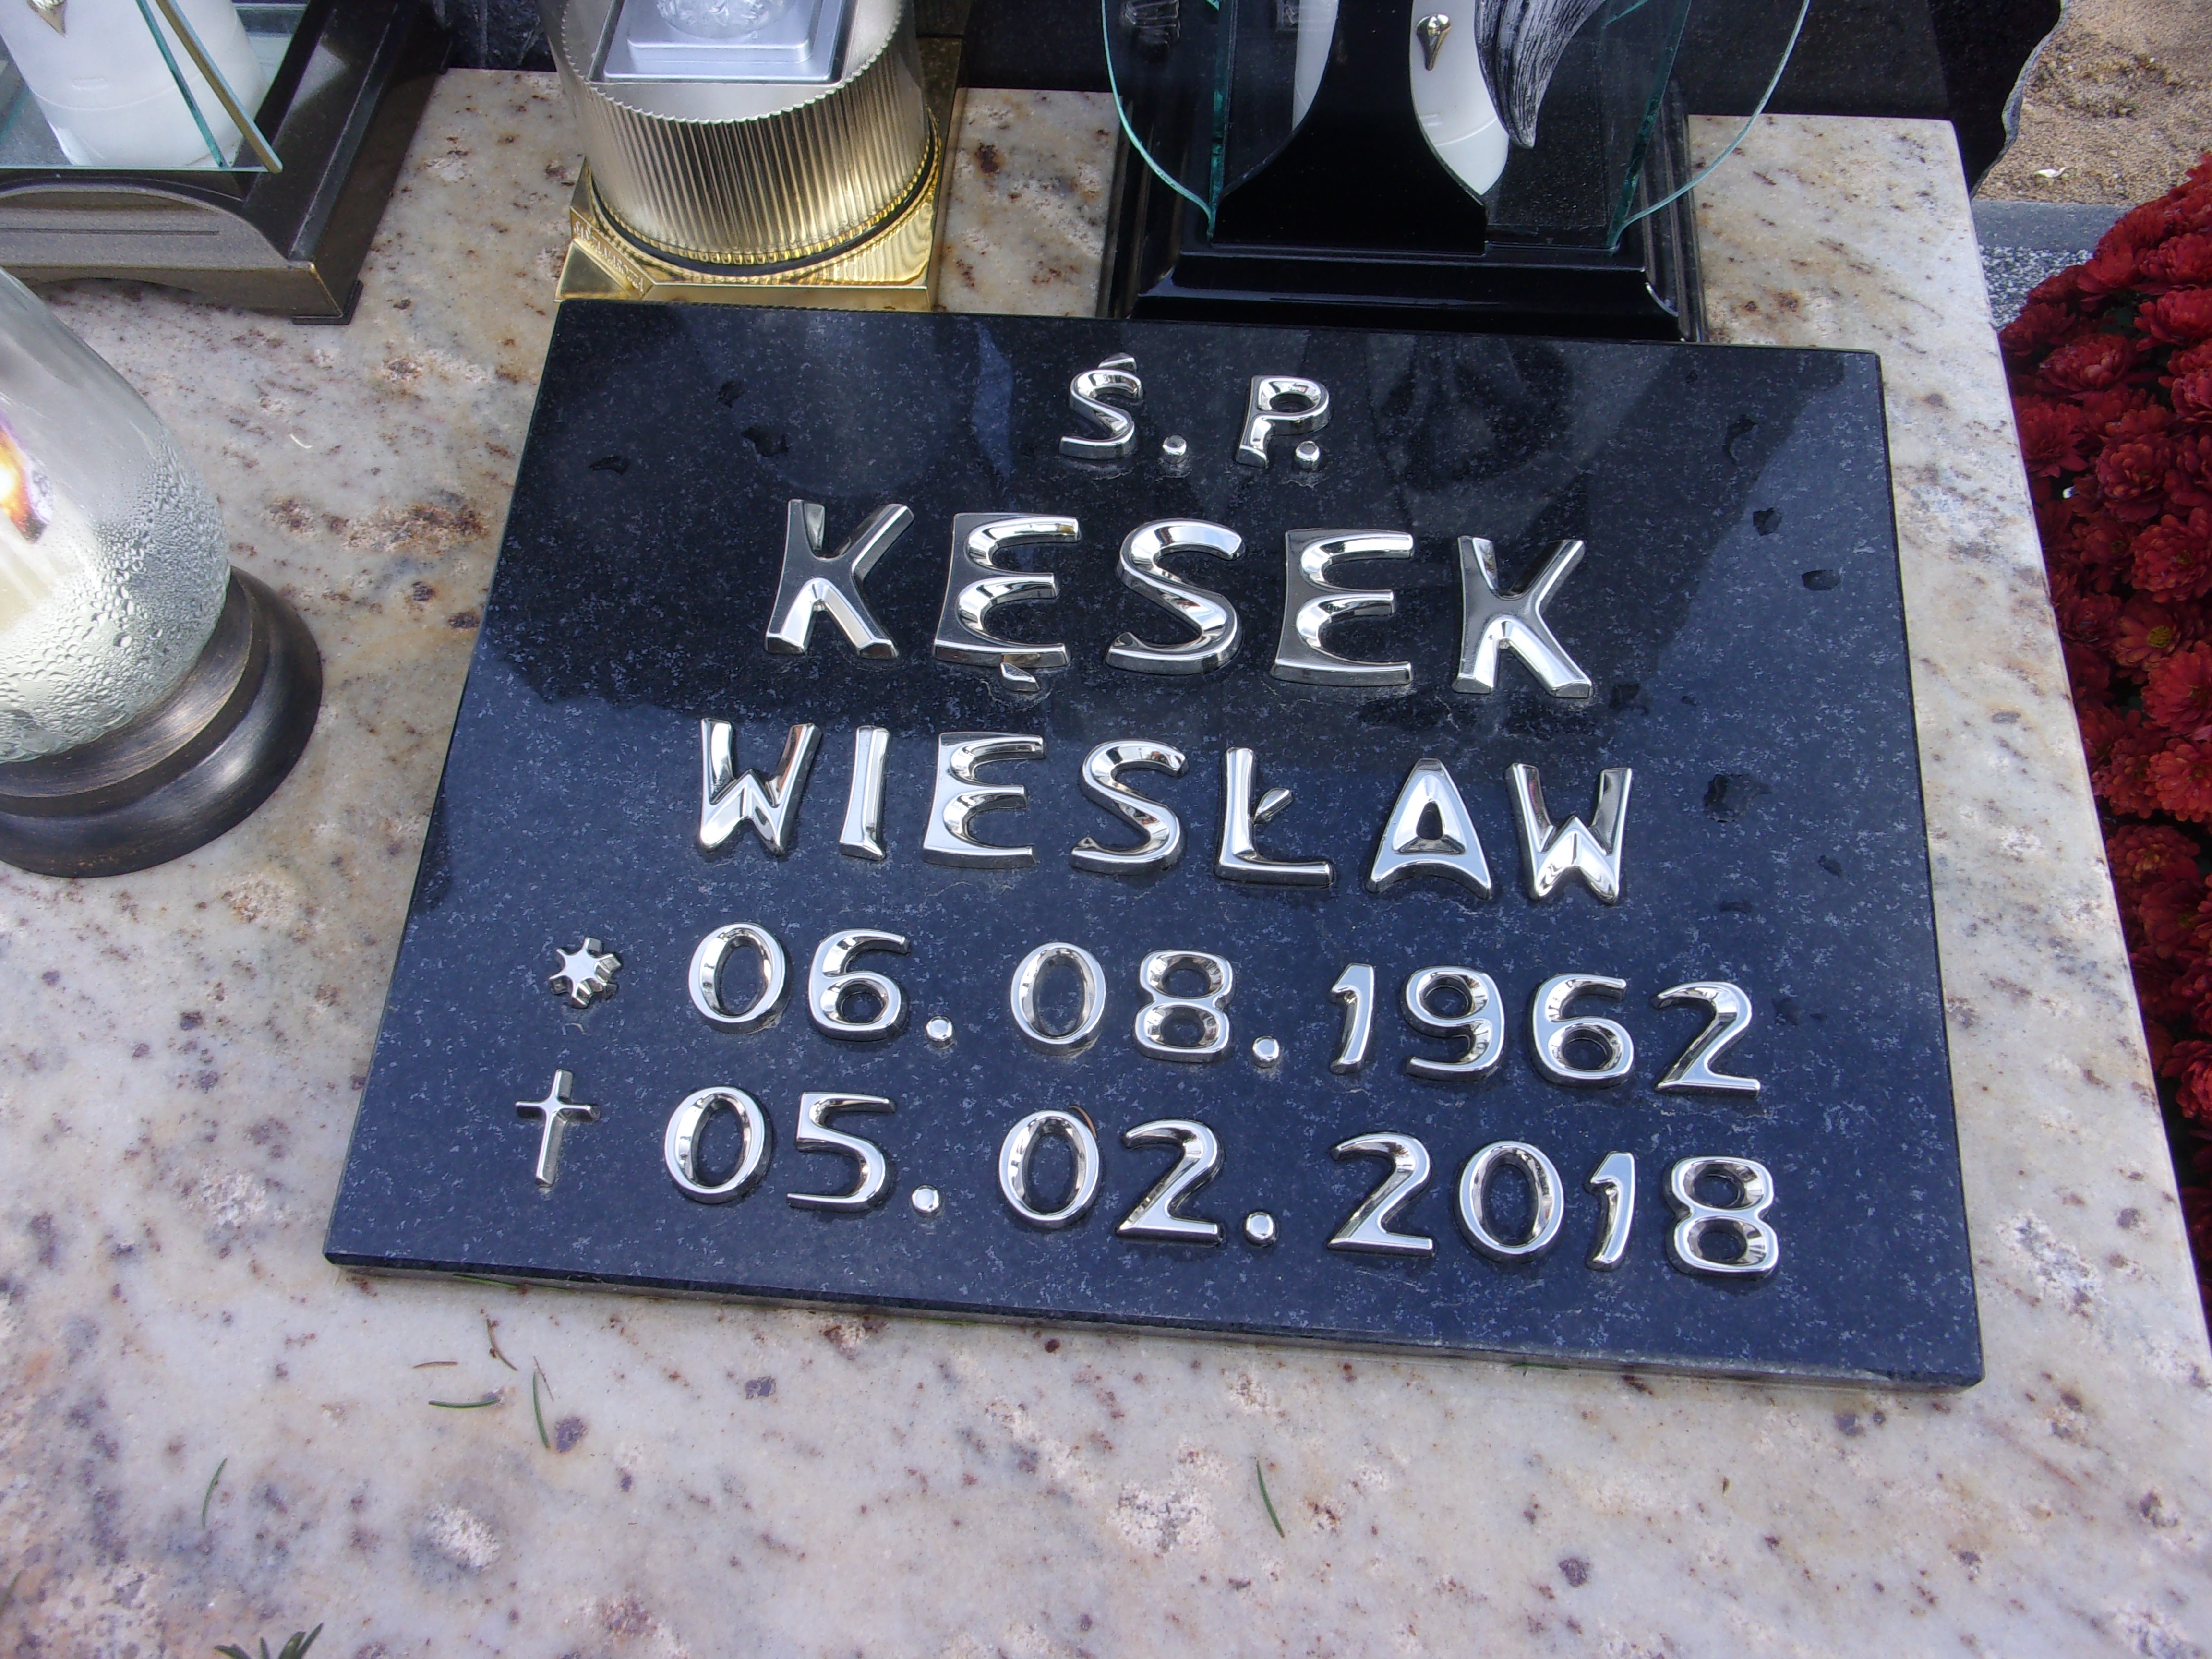 Ś.P.
KĘSEK
WIESŁAW
* 06.08.1962
† 05.02.2018